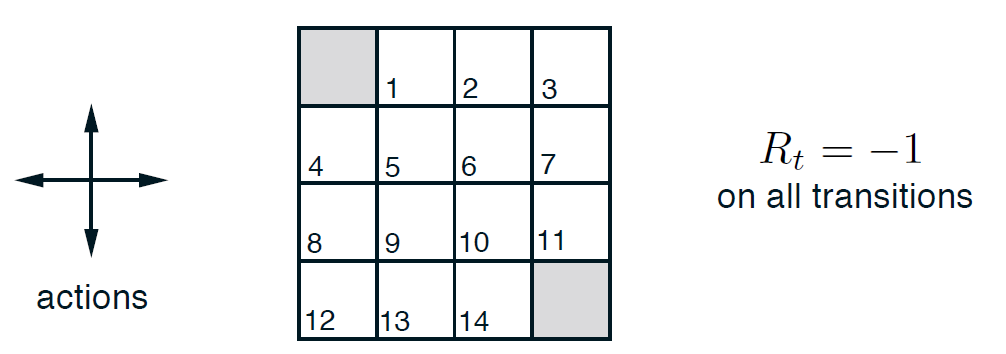 1 2 3
4 5 6 7
8 9 10 11
12 13 14
actions
R_t = −1
on all transitions